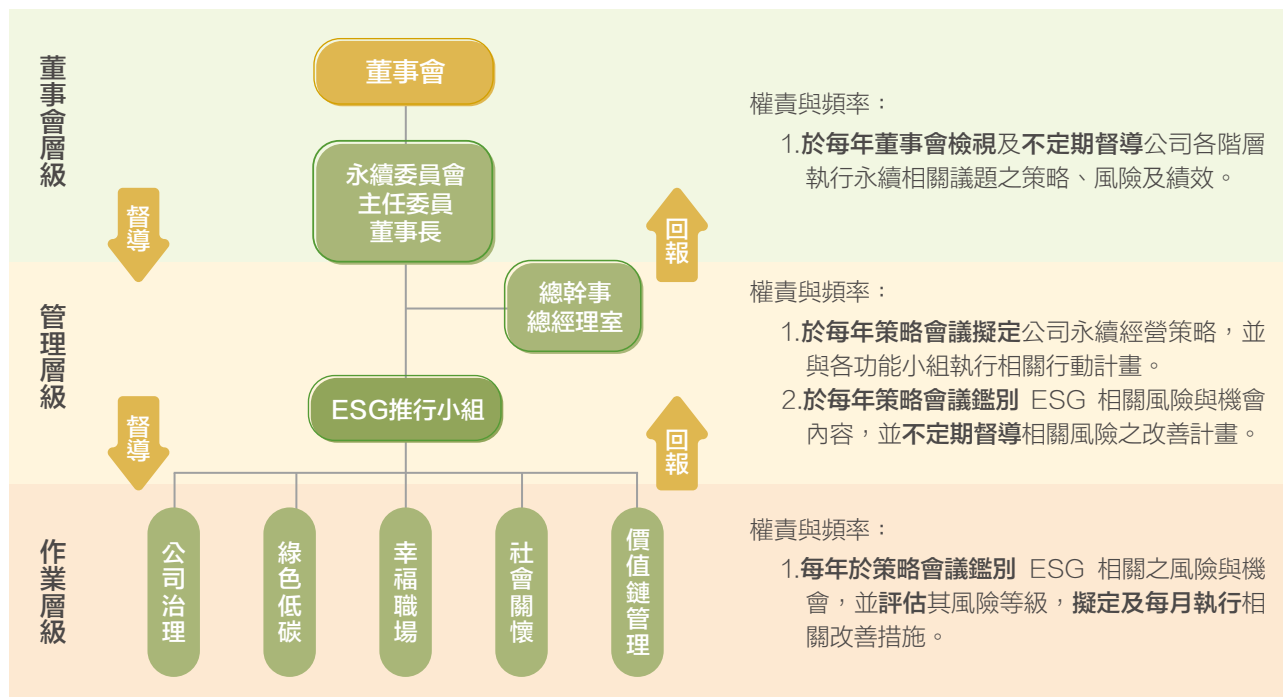 董事會層級
董事會
永續委員會
主任委員
董事長
督導
回報
權責與頻率：
1.於每年董事會檢視及不定期督導公司各階層
執行永續相關議題之策略、風險及績效。
管理層級
總幹事
總經理室
ESG推行小組
督導
回報
權責與頻率：
1.於每年策略會議擬定公司永續經營策略，並
與各功能小組執行相關行動計畫。
2.於每年策略會議鑑別 ESG 相關風險與機會
內容，並不定期督導相關風險之改善計畫。
作業層級
公司治理
綠色低碳
幸福職場
社會關懷
價值鏈管理
權責與頻率：
1.每年於策略會議鑑別 ESG 相關之風險與機
會，並評估其風險等級，擬定及每月執行相
關改善措施。